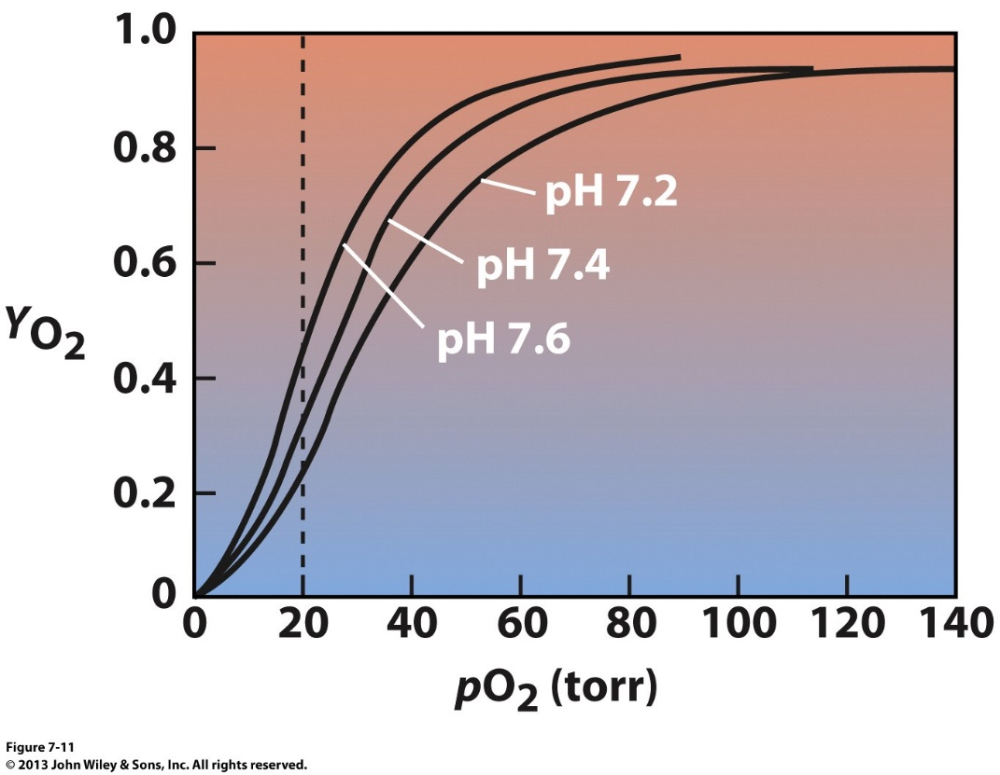 1.0
0.8
0.6
0.4
0.2
0
YO2
pH 7.2
pH 7.4
pH 7.6
0 20 40 60 80 100 120 140
pO2 (torr)
Figure 7-11
© 2013 John Wiley & Sons, Inc. All rights reserved.